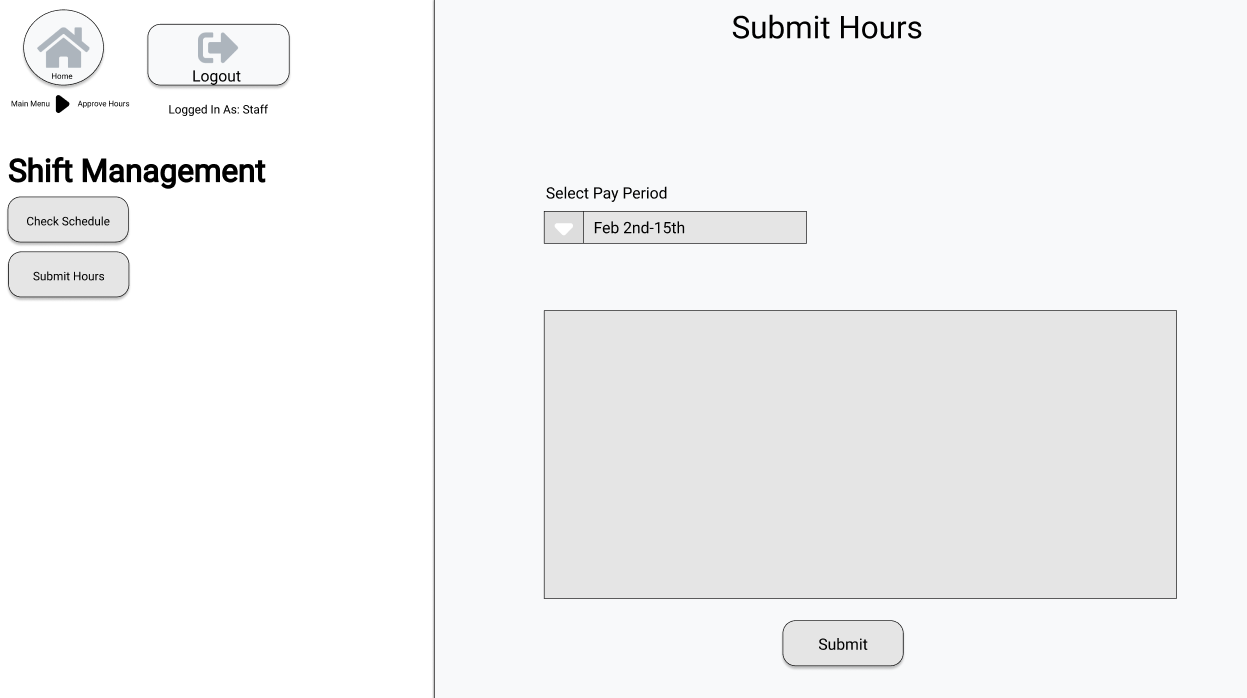 Home
Logout
Main Menu
Approve Hours
Logged In As: Staff
Shift Management
Check Schedule
Submit Hours
Submit Hours
Select Pay Period
Feb 2nd-15th
Submit